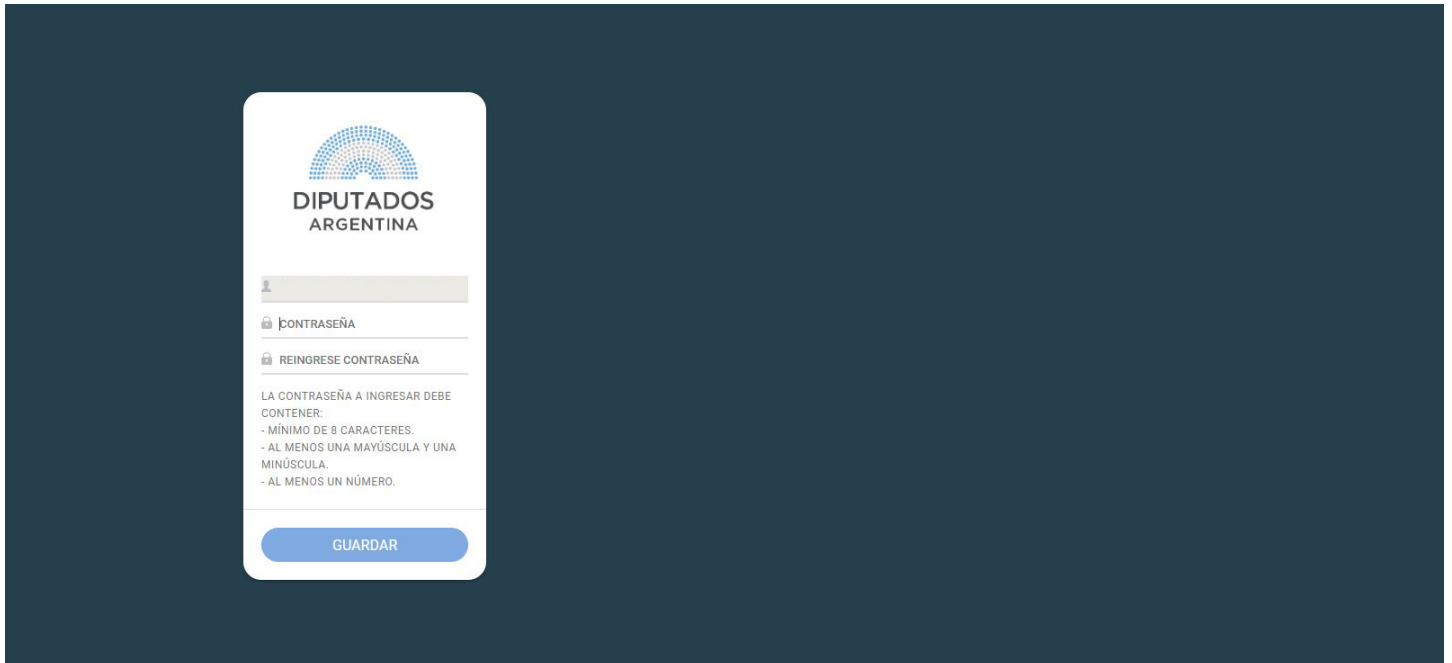 DIPUTADOS
ARGENTINA
CONTRASEÑA
REINGRESE CONTRASEÑA
LA CONTRASEÑA A INGRESAR DEBE
CONTENER:
- MÍNIMO DE 8 CARACTERES.
- AL MENOS UNA MAYÚSCULA Y UNA
MINÚSCULA.
- AL MENOS UN NÚMERO.
GUARDAR